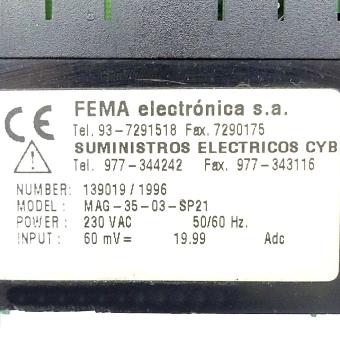 CE
FEMA electrónica s.a.
Tel. 93-7291518 Fax. 7290175
SUMINISTROS ELECTRICOS CYB
Tel. 977-344242 Fax. 977-343116
NUMBER: 139019 / 1996
MODEL : MAG-35-03-SP21
POWER : 230 VAC 50/60 Hz.
INPUT : 60 mV= 19.99 Adc